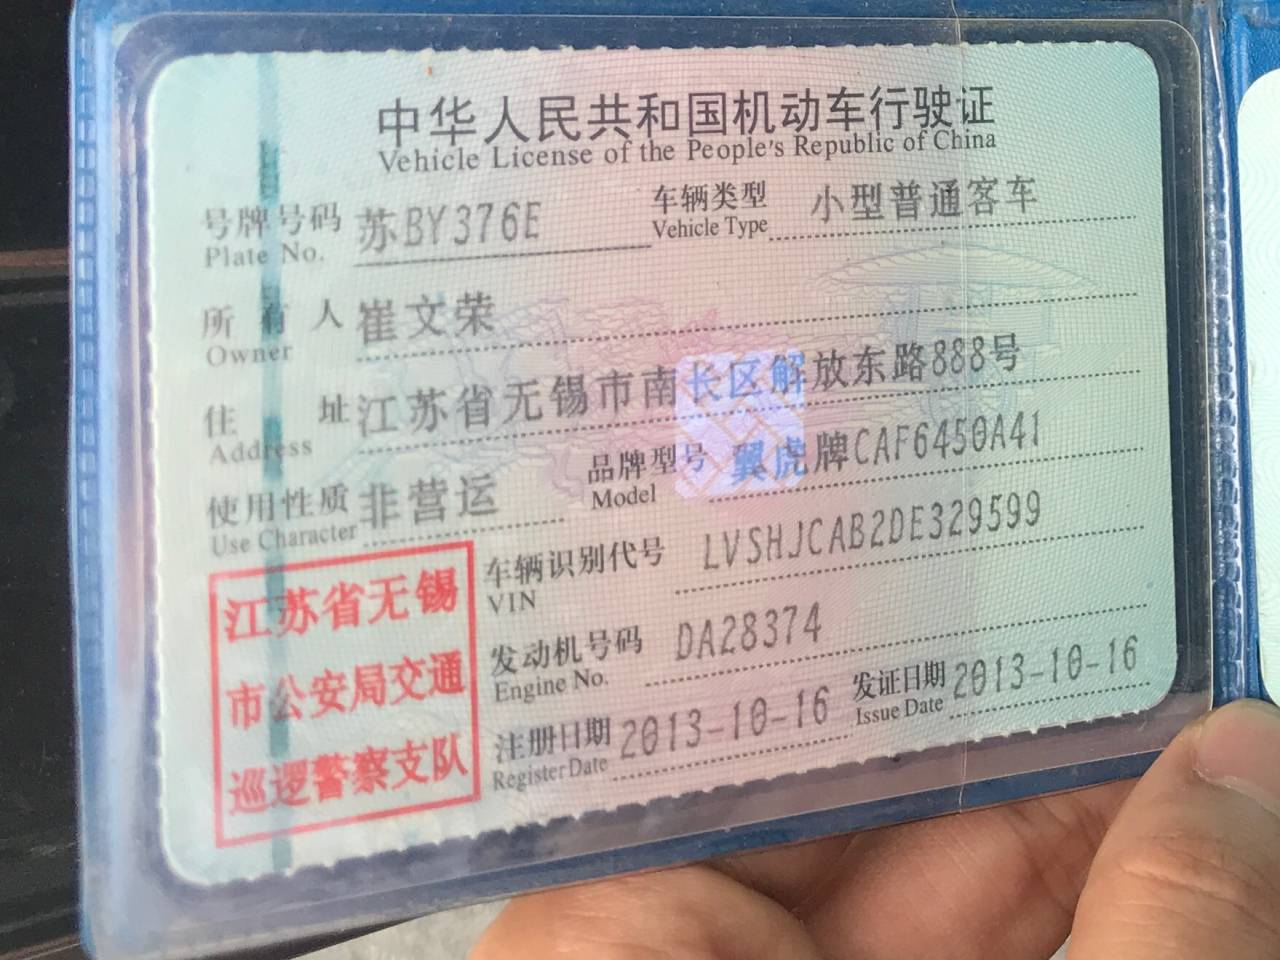 中华人民共和国机动车行驶证
Vehicle License of the People's Republic of China
号牌号码 苏BY376E 车辆类型 小型普通客车
Plate No. Vehicle Type
所有人 崔文荣
Owner
住址 江苏省无锡市南长区解放东路888号
Address
使用性质 非营运 品牌型号 翼虎牌CAF6450A41
Use Character Model
车辆识别代号 LVSHJCAB2DE329599
VIN
发动机号码 DA28374
Engine No.
注册日期 2013-10-16 发证日期 2013-10-16
Register Date Issue Date
江苏省无锡
市公安局交通
巡逻警察支队